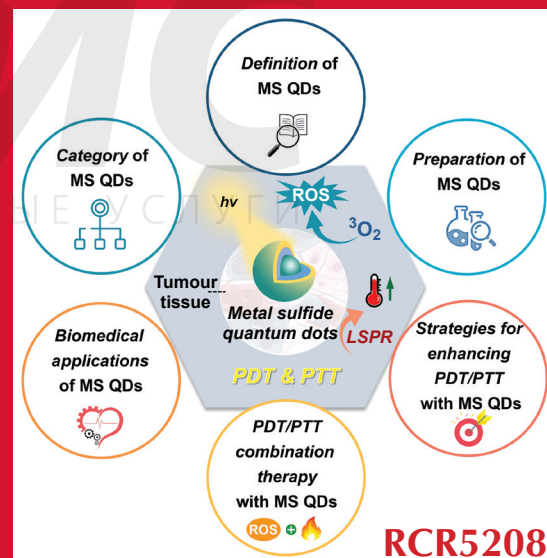 Definition of
MS QDs
Category of
MS QDs
Preparation of
MS QDs
hv
ROS
³O₂
Tumour
tissue
Metal sulfide
quantum dots
LSPR
PDT & PTT
Biomedical
applications
of MS QDs
Strategies for
enhancing
PDT/PTT
with MS QDs
PDT/PTT
combination
therapy
with MS QDs
ROS +
RCR5208